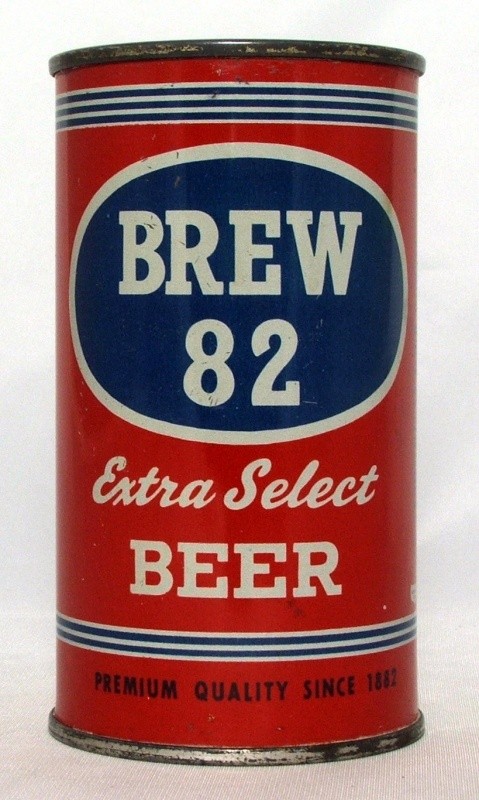 BREW
82
Extra Select
BEER
PREMIUM QUALITY SINCE 1882